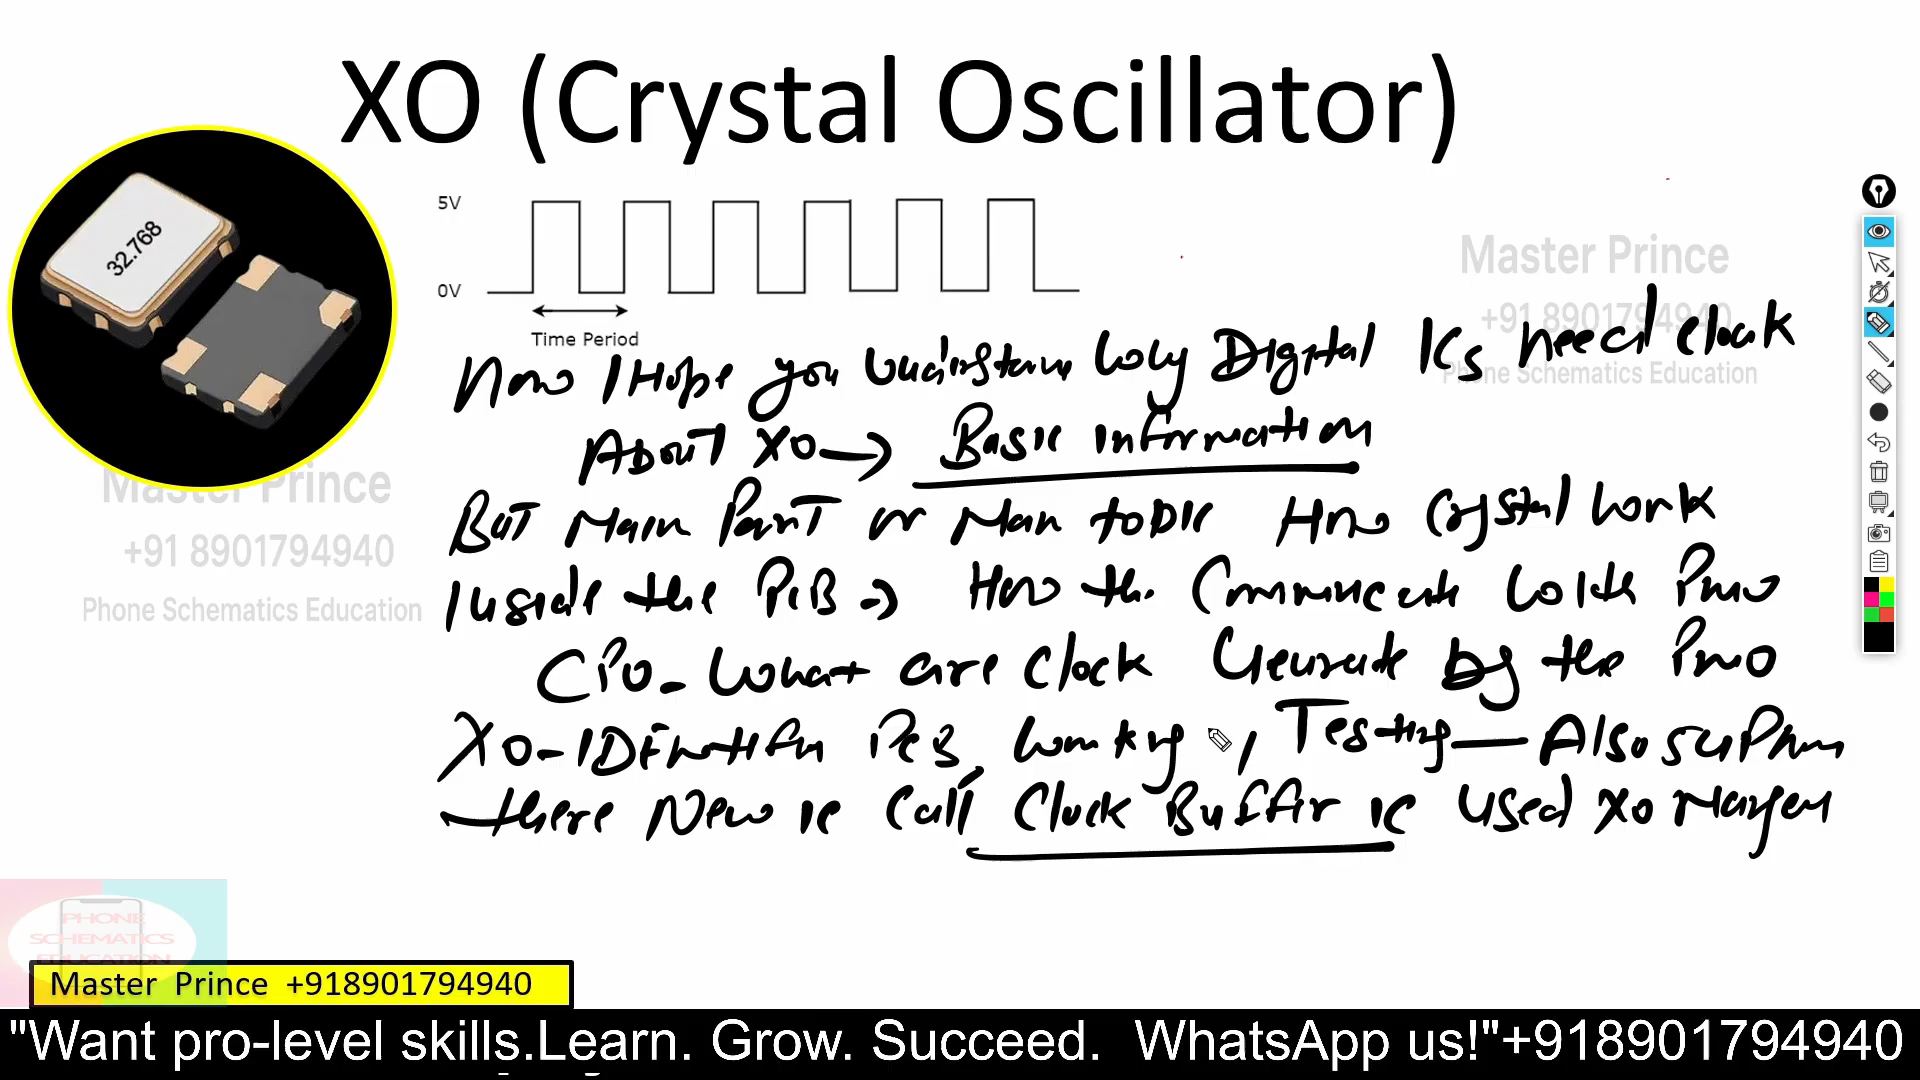 XO (Crystal Oscillator)
32.768
5V
0V
Time Period
Master Prince
+91 8901794940
Phone Schematics Education
Now I Hope you Understand Why Digital ICs need clock
About XO → Basic Information
But Main Part or Main topic How Crystal Work
Inside the PCB → How the Communicate With PMU
CPU - What are Clock Generate by the PMU
XO - Identification PCB, Working, Testing — Also
there New IC Call Clock Buffer IC Used XO
Master Prince
+91 8901794940
Phone Schematics Education
PHONE
SCHEMATICS
EDUCATION
Master Prince +918901794940
"Want pro-level skills.Learn. Grow. Succeed. WhatsApp us!"+918901794940